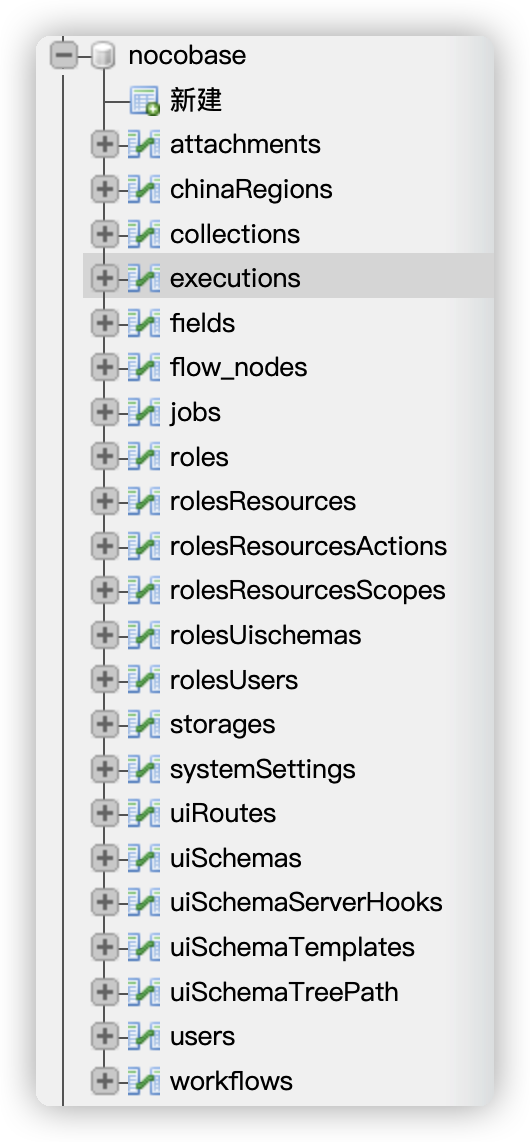 nocobase
新建
attachments
chinaRegions
collections
executions
fields
flow_nodes
jobs
roles
rolesResources
rolesResourcesActions
rolesResourcesScopes
rolesUischemas
rolesUsers
storages
systemSettings
uiRoutes
uiSchemas
uiSchemaServerHooks
uiSchemaTemplates
uiSchemaTreePath
users
workflows